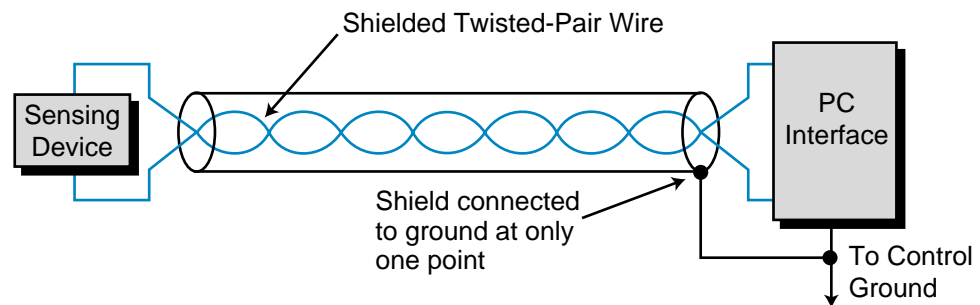 Shielded Twisted-Pair Wire
Sensing
Device
PC
Interface
Shield connected
to ground at only
one point
To Control
Ground